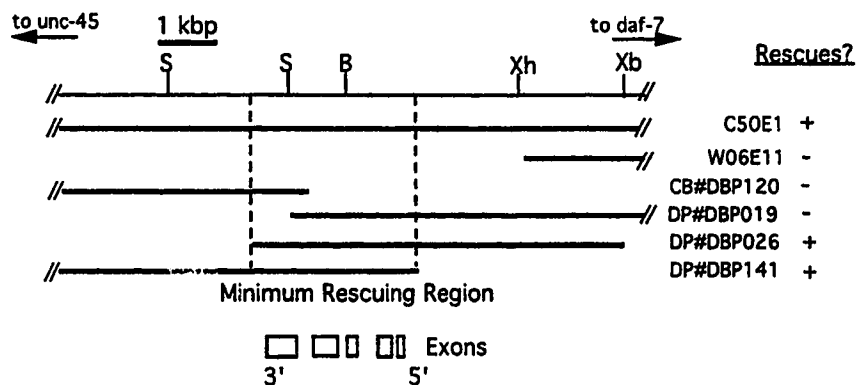 to unc-45
1 kbp
to daf-7
Rescues?
S S B Xh Xb
C50E1 +
W06E11 -
CB#DBP120 -
DP#DBP019 -
DP#DBP026 +
DP#DBP141 +
Minimum Rescuing Region
Exons
3' 5'